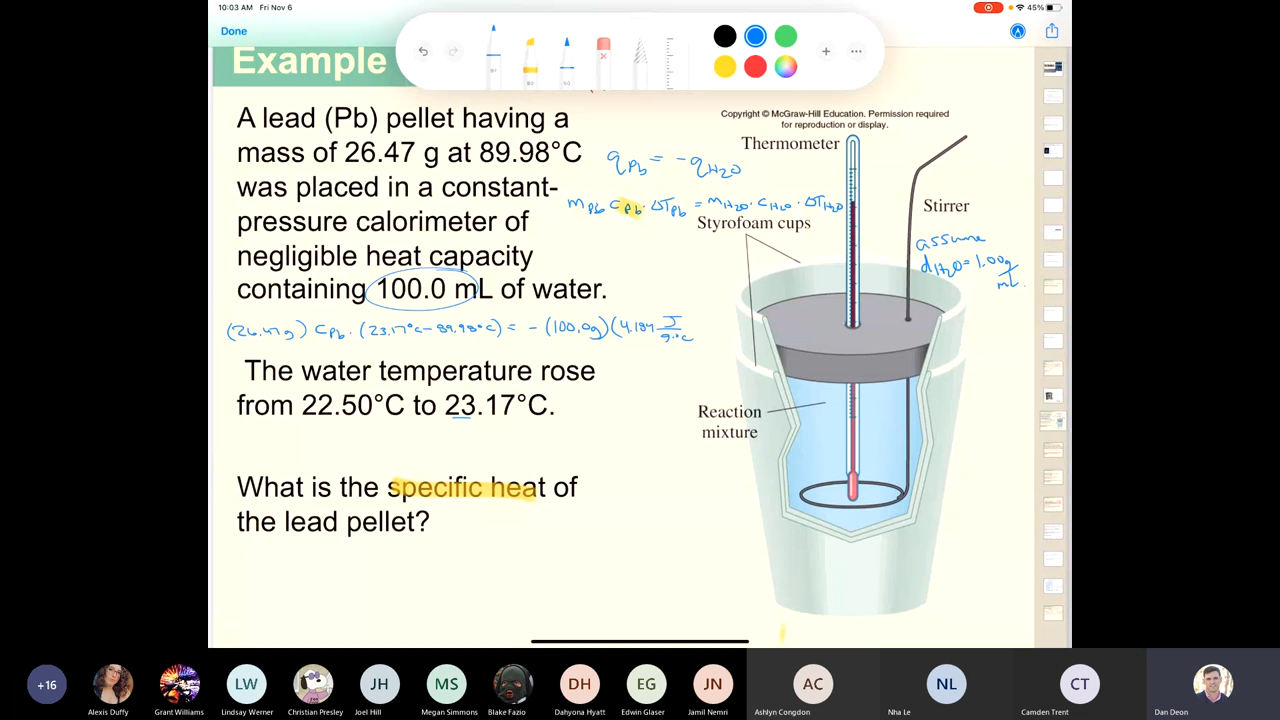 10:03 AM Fri Nov 6
45%
Done
Example
A lead (Pb) pellet having a
mass of 26.47 g at 89.98°C
was placed in a constant-
pressure calorimeter of
negligible heat capacity
containing 100.0 mL of water.
(26.47g) CPb · (23.17°C-89.98°C) = - (100.0g)(4.184 J/g·°C
The water temperature rose
from 22.50°C to 23.17°C.
What is the specific heat of
the lead pellet?
qPb = -qH2O
mPb CPb · ΔTPb = mH2O · CH2O · ΔTH2O
Copyright © McGraw-Hill Education. Permission required
for reproduction or display.
Thermometer
Styrofoam cups
Stirrer
assume
dH2O = 1.00g/mL
Reaction
mixture
+16
Alexis Duffy
Grant Williams
LW
Lindsay Werner
Christian Presley
JH
Joel Hill
MS
Megan Simmons
Blake Fazio
DH
Dahyona Hyatt
EG
Edwin Glaser
JN
Jamil Nemri
AC
Ashlyn Congdon
NL
Nha Le
CT
Camden Trent
Dan Deon